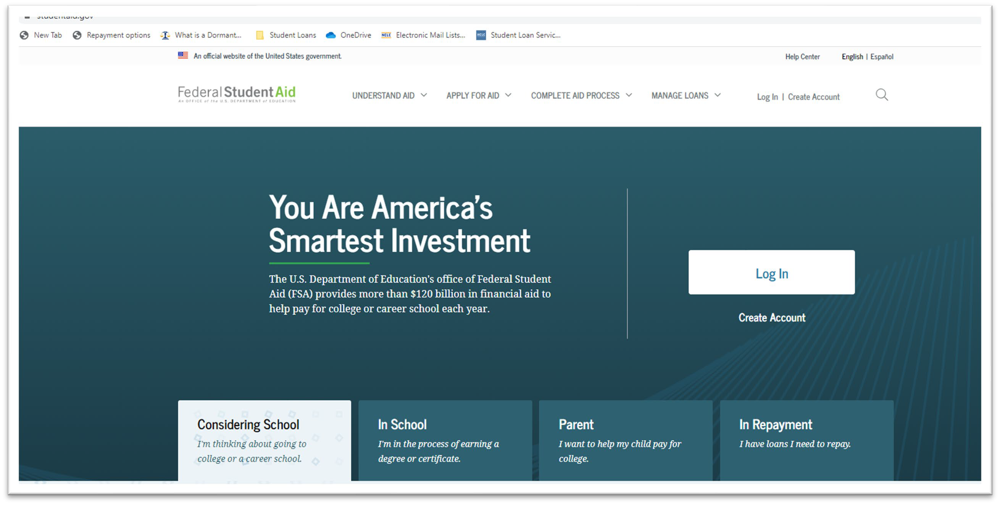 studentaid.gov
New Tab Repayment options What is a Dormant... Student Loans OneDrive NCLC Electronic Mail Lists... NCLC Student Loan Servic...
An official website of the United States government. Help Center English | Español
Federal Student Aid
An OFFICE of the U.S. DEPARTMENT of EDUCATION
UNDERSTAND AID APPLY FOR AID COMPLETE AID PROCESS MANAGE LOANS Log In | Create Account
You Are America's
Smartest Investment
The U.S. Department of Education's office of Federal Student
Aid (FSA) provides more than $120 billion in financial aid to
help pay for college or career school each year.
Log In
Create Account
Considering School
I'm thinking about going to
college or a career school.
In School
I'm in the process of earning a
degree or certificate.
Parent
I want to help my child pay for
college.
In Repayment
I have loans I need to repay.